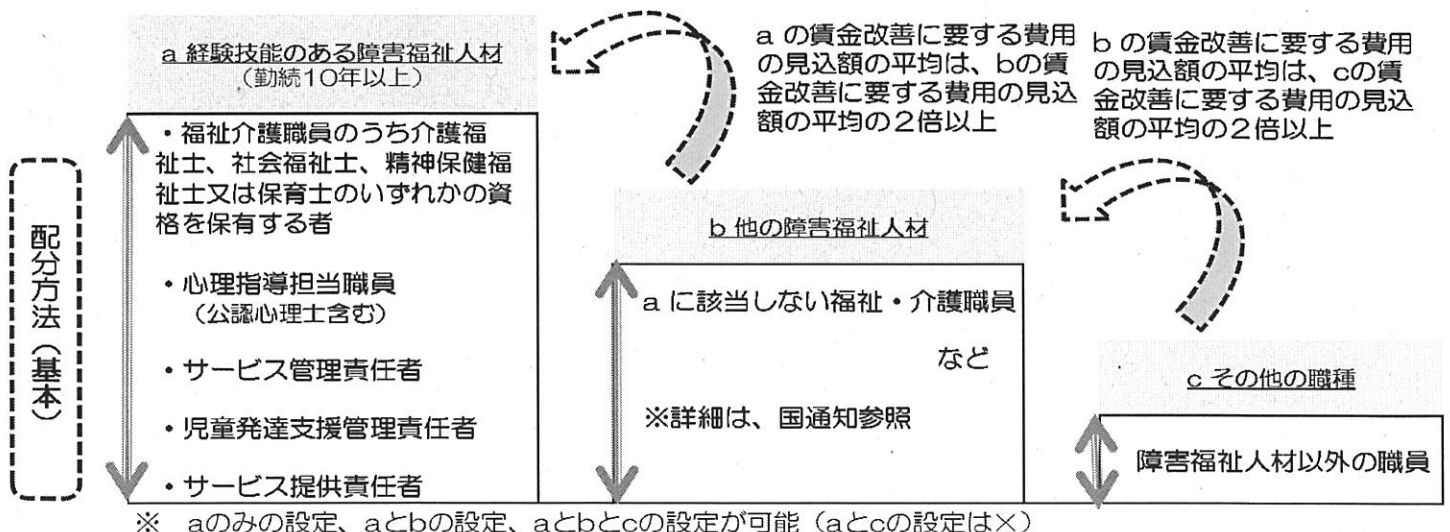 配分方法（基本）
a 経験技能のある障害福祉人材
（勤続10年以上）
・福祉介護職員のうち介護福
祉士、社会福祉士、精神保健福
祉士又は保育士のいずれかの資
格を保有する者
・心理指導担当職員
（公認心理士含む）
・サービス管理責任者
・児童発達支援管理責任者
・サービス提供責任者
a の賃金改善に要する費用
の見込額の平均は、bの賃
金改善に要する費用の見込
額の平均の２倍以上
b 他の障害福祉人材
a に該当しない福祉・介護職員
など
※詳細は、国通知参照
b の賃金改善に要する費用
の見込額の平均は、cの賃
金改善に要する費用の見込
額の平均の２倍以上
c その他の職種
障害福祉人材以外の職員
※　aのみの設定、aとbの設定、aとbとcの設定が可能（aとcの設定は×）